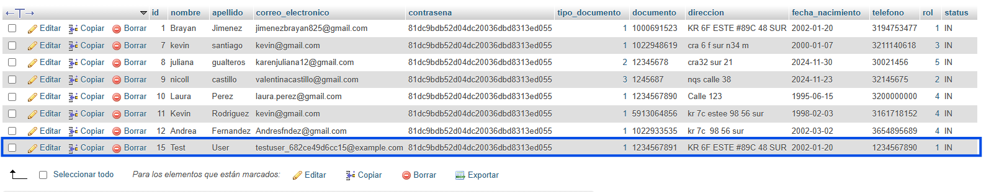 id nombre apellido correo_electronico contrasena tipo_documento documento direccion fecha_nacimiento telefono rol status
Editar Copiar Borrar 1 Brayan Jimenez jimenezbrayan825@gmail.com 81dc9bdb52d04dc20036dbd8313ed055 1 1000691523 KR 6F ESTE #89C 48 SUR 2002-01-20 3194753477 1 IN
Editar Copiar Borrar 7 kevin santiago kevin@gmail.com 81dc9bdb52d04dc20036dbd8313ed055 1 1022948619 cra 6 f sur n34 m 2000-01-07 3211140618 3 IN
Editar Copiar Borrar 8 juliana gualteros karenjuliana12@gmail.com 81dc9bdb52d04dc20036dbd8313ed055 2 12345678 cra32 sur 21 2024-11-30 30021456 5 IN
Editar Copiar Borrar 9 nicoll castillo valentinacastillo@gmail.com 81dc9bdb52d04dc20036dbd8313ed055 3 1245687 nqs calle 38 2024-11-23 32145675 2 IN
Editar Copiar Borrar 10 Laura Perez laura.perez@gmail.com 81dc9bdb52d04dc20036dbd8313ed055 1 1234567890 Calle 123 1995-06-15 3200000000 4 IN
Editar Copiar Borrar 11 Kevin Rodriguez kevin@gmail.com 81dc9bdb52d04dc20036dbd8313ed055 1 5913064856 kr 7c estee 98 56 sur 1998-02-03 3161718152 4 IN
Editar Copiar Borrar 12 Andrea Fernandez Andresfndez@gmail.com 81dc9bdb52d04dc20036dbd8313ed055 1 1022933535 kr 7c 98 56 sur 2002-03-02 3654895689 4 IN
Editar Copiar Borrar 15 Test User testuser_682ce49d6cc15@example.com 81dc9bdb52d04dc20036dbd8313ed055 1 1234567891 KR 6F ESTE #89C 48 SUR 2002-01-20 1234567890 1 IN
Seleccionar todo Para los elementos que están marcados: Editar Copiar Borrar Exportar